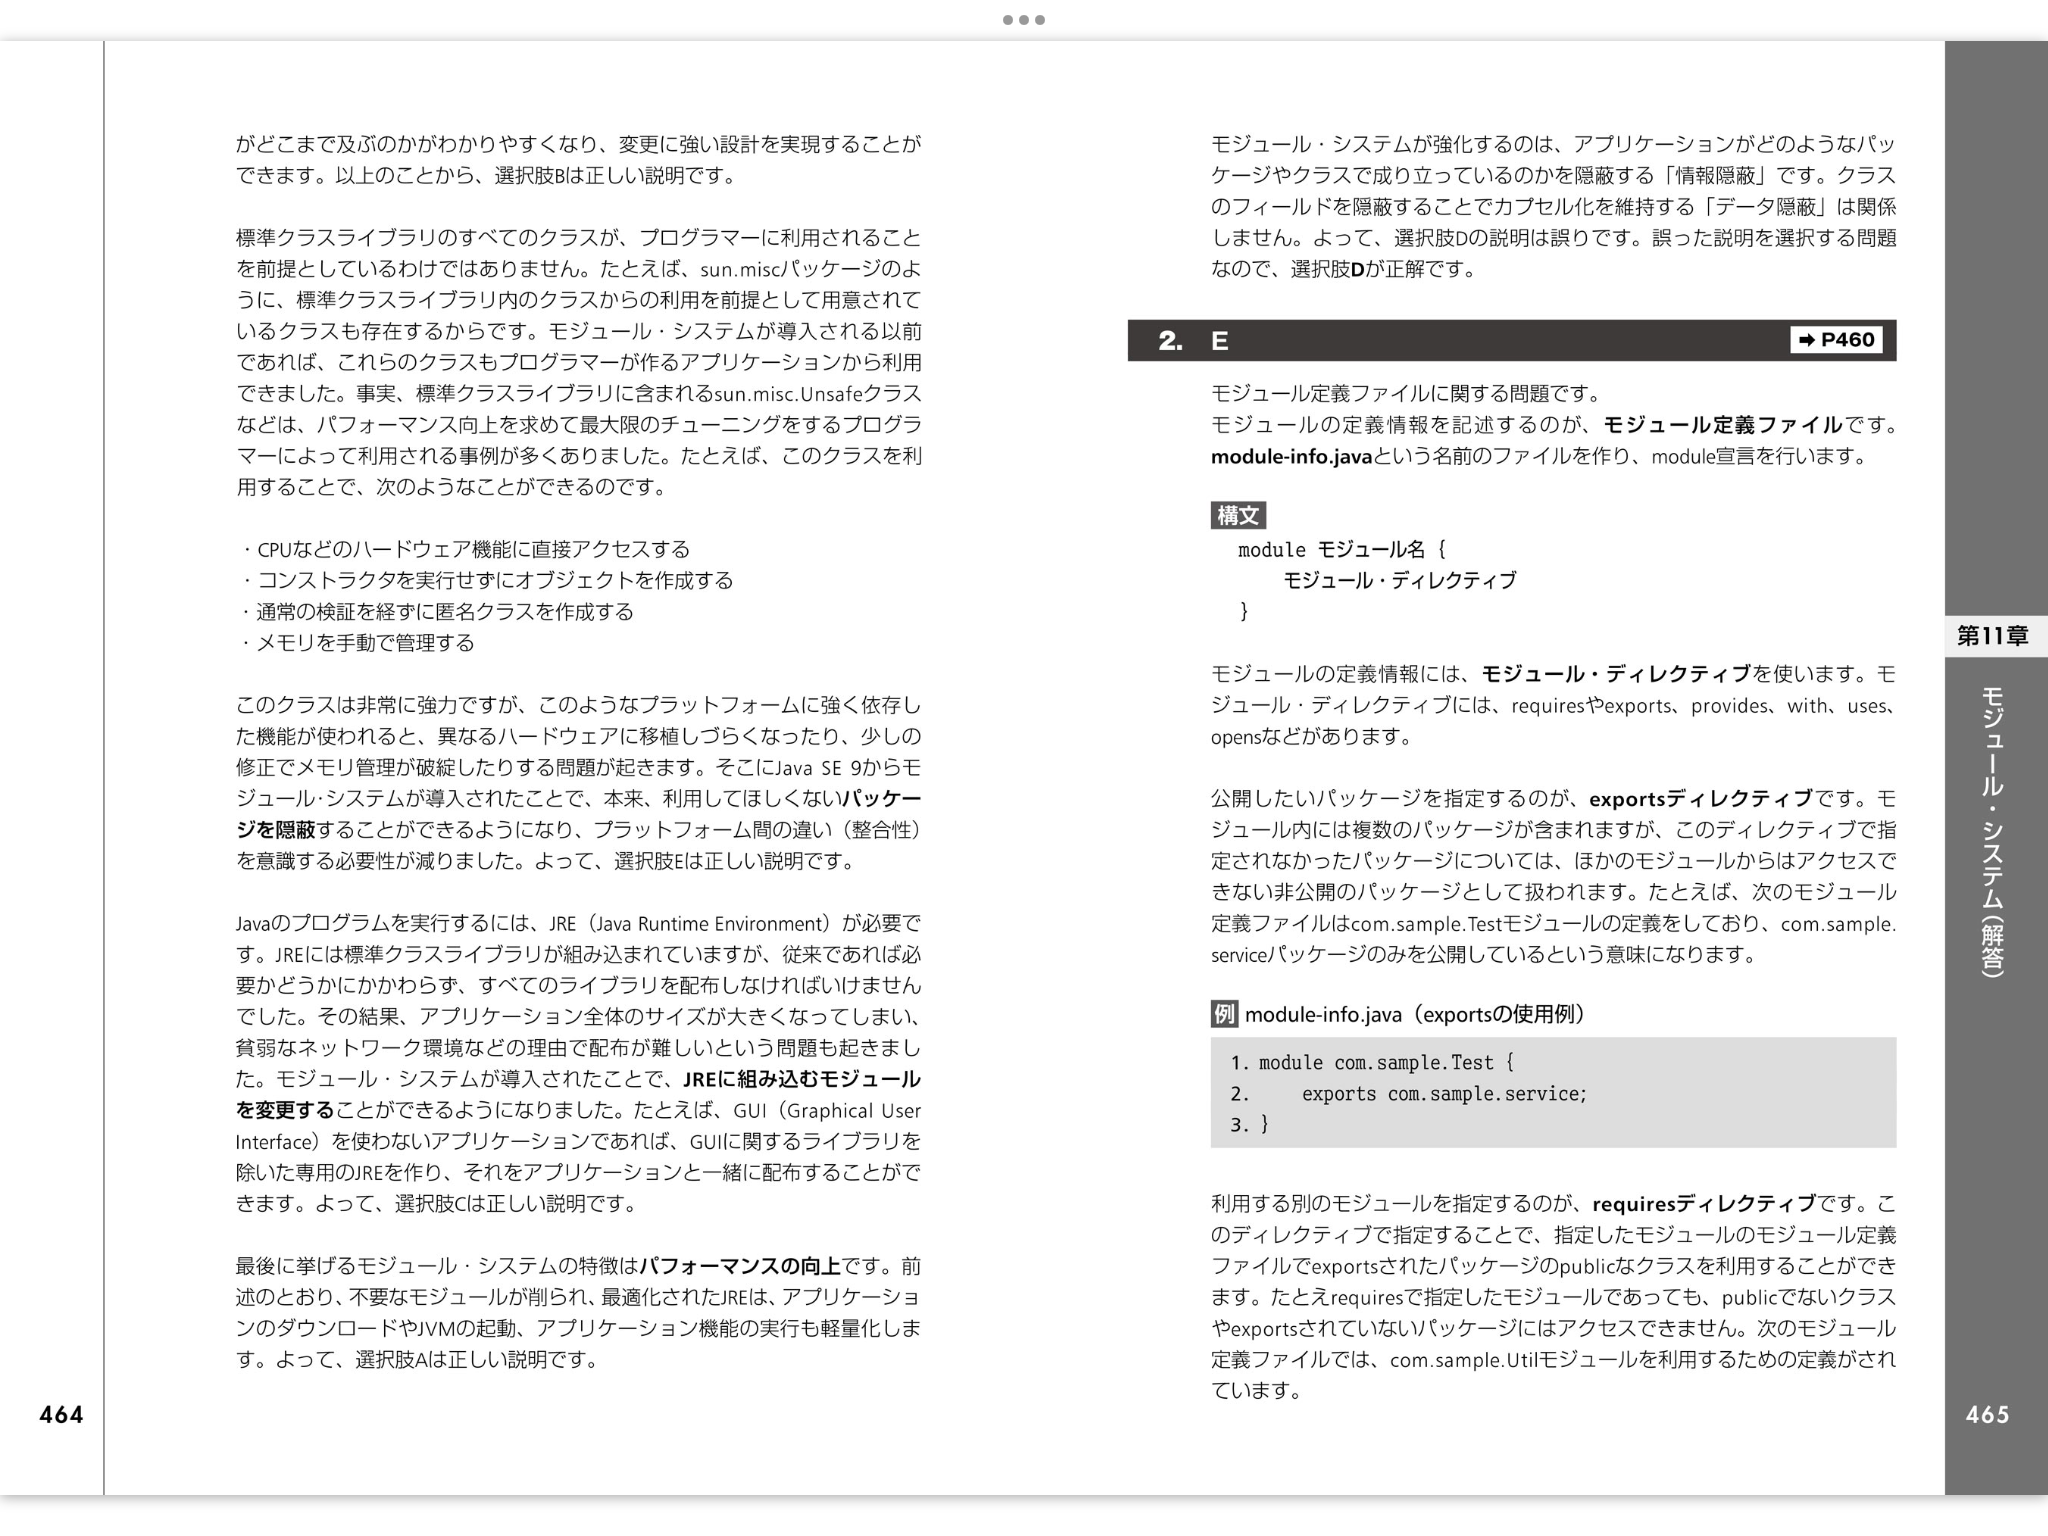 がどこまで及ぶのかがわかりやすくなり、変更に強い設計を実現することが
できます。以上のことから、選択肢Bは正しい説明です。
標準クラスライブラリのすべてのクラスが、プログラマーに利用されること
を前提としているわけではありません。たとえば、sun.miscパッケージのよ
うに、標準クラスライブラリ内のクラスからの利用を前提として用意されて
いるクラスも存在するからです。モジュール・システムが導入される以前
であれば、これらのクラスもプログラマーが作るアプリケーションから利用
できました。事実、標準クラスライブラリに含まれるsun.misc.Unsafeクラス
などは、パフォーマンス向上を求めて最大限のチューニングをするプログラ
マーによって利用される事例が多くありました。たとえば、このクラスを利
用することで、次のようなことができるのです。
・CPUなどのハードウェア機能に直接アクセスする
・コンストラクタを実行せずにオブジェクトを作成する
・通常の検証を経ずに匿名クラスを作成する
・メモリを手動で管理する
このクラスは非常に強力ですが、このようなプラットフォームに強く依存し
た機能が使われると、異なるハードウェアに移植しづらくなったり、少しの
修正でメモリ管理が破綻したりする問題が起きます。そこにJava SE 9からモ
ジュール・システムが導入されたことで、本来、利用してほしくないパッケー
ジを隠蔽することができるようになり、プラットフォーム間の違い（整合性）
を意識する必要性が減りました。よって、選択肢Eは正しい説明です。
Javaのプログラムを実行するには、JRE（Java Runtime Environment）が必要で
す。JREには標準クラスライブラリが組み込まれていますが、従来であれば必
要かどうかにかかわらず、すべてのライブラリを配布しなければいけません
でした。その結果、アプリケーション全体のサイズが大きくなってしまい、
貧弱なネットワーク環境などの理由で配布が難しいという問題も起きまし
た。モジュール・システムが導入されたことで、JREに組み込むモジュール
を変更することができるようになりました。たとえば、GUI（Graphical User
Interface）を使わないアプリケーションであれば、GUIに関するライブラリを
除いた専用のJREを作り、それをアプリケーションと一緒に配布することがで
きます。よって、選択肢Cは正しい説明です。
最後に挙げるモジュール・システムの特徴はパフォーマンスの向上です。前
述のとおり、不要なモジュールが削られ、最適化されたJREは、アプリケーショ
ンのダウンロードやJVMの起動、アプリケーション機能の実行も軽量化しま
す。よって、選択肢Aは正しい説明です。
464
モジュール・システムが強化するのは、アプリケーションがどのようなパッ
ケージやクラスで成り立っているのかを隠蔽する「情報隠蔽」です。クラス
のフィールドを隠蔽することでカプセル化を維持する「データ隠蔽」は関係
しません。よって、選択肢Dの説明は誤りです。誤った説明を選択する問題
なので、選択肢Dが正解です。
2. E ➡ P460
モジュール定義ファイルに関する問題です。
モジュールの定義情報を記述するのが、モジュール定義ファイルです。
module-info.javaという名前のファイルを作り、module宣言を行います。
構文
module モジュール名 {
モジュール・ディレクティブ
}
モジュールの定義情報には、モジュール・ディレクティブを使います。モ
ジュール・ディレクティブには、requiresやexports、provides、with、uses、
opensなどがあります。
公開したいパッケージを指定するのが、exportsディレクティブです。モ
ジュール内には複数のパッケージが含まれますが、このディレクティブで指
定されなかったパッケージについては、ほかのモジュールからはアクセスで
きない非公開のパッケージとして扱われます。たとえば、次のモジュール
定義ファイルはcom.sample.Testモジュールの定義をしており、com.sample.
serviceパッケージのみを公開しているという意味になります。
例 module-info.java（exportsの使用例）
1. module com.sample.Test {
2. exports com.sample.service;
3. }
利用する別のモジュールを指定するのが、requiresディレクティブです。こ
のディレクティブで指定することで、指定したモジュールのモジュール定義
ファイルでexportsされたパッケージのpublicなクラスを利用することができ
ます。たとえrequiresで指定したモジュールであっても、publicでないクラス
やexportsされていないパッケージにはアクセスできません。次のモジュール
定義ファイルでは、com.sample.Utilモジュールを利用するための定義がされ
ています。
第11章
モジュール・システム（解答）
465